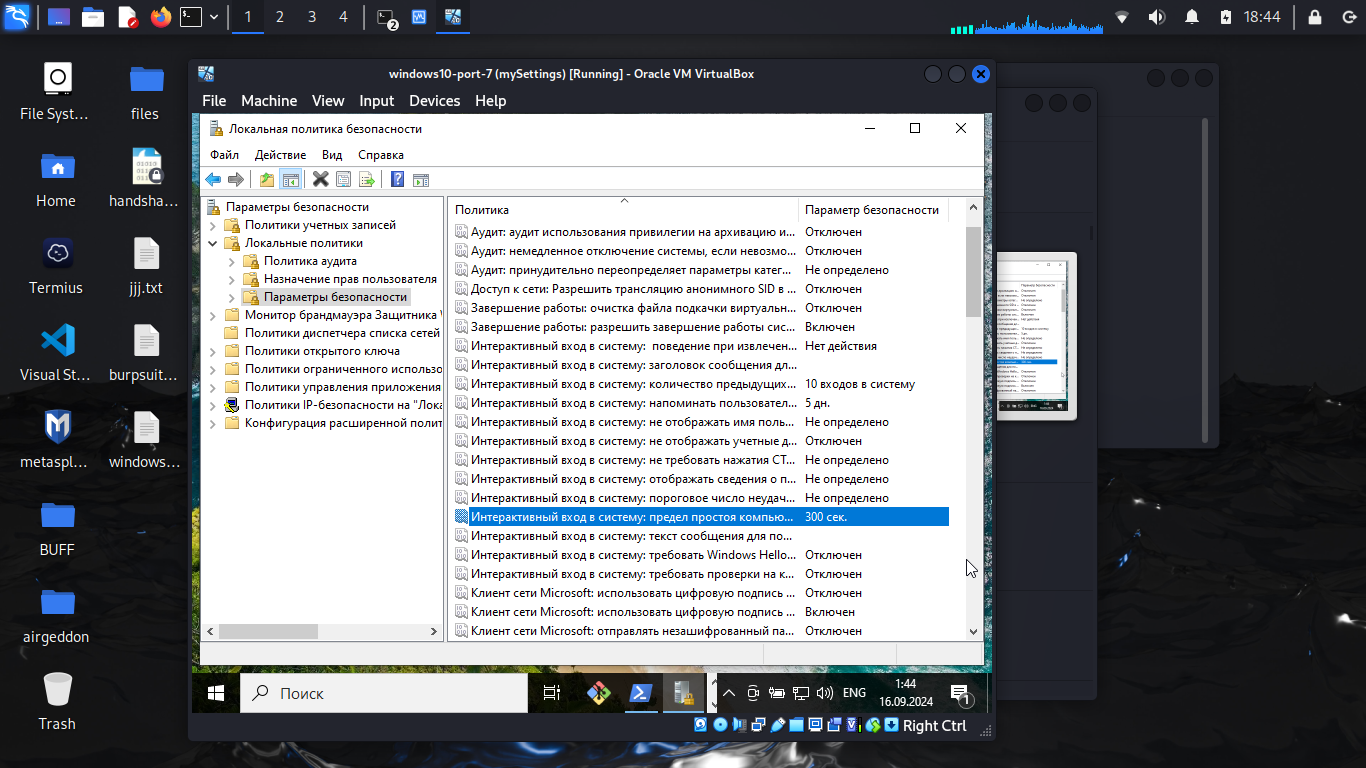 1 2 3 4 2 18:44
File Syst...
files
Home
handsha...
Termius
jjj.txt
Visual St...
burpsuit...
metaspl...
windows...
BUFF
airgeddon
Trash
windows10-port-7 (mySettings) [Running] - Oracle VM VirtualBox
File Machine View Input Devices Help
Локальная политика безопасности
Файл Действие Вид Справка
Параметры безопасности
Политики учетных записей
Локальные политики
Политика аудита
Назначение прав пользователя
Параметры безопасности
Монитор брандмауэра Защитника
Политики диспетчера списка сетей
Политики открытого ключа
Политики ограниченного использо
Политики управления приложения
Политики IP-безопасности на "Лока
Конфигурация расширенной полит
Политика Параметр безопасности
Аудит: аудит использования привилегии на архивацию и... Отключен
Аудит: немедленное отключение системы, если невозмо... Отключен
Аудит: принудительно переопределяет параметры катег... Не определено
Доступ к сети: Разрешить трансляцию анонимного SID в ... Отключен
Завершение работы: очистка файла подкачки виртуальн... Отключен
Завершение работы: разрешить завершение работы сис... Включен
Интерактивный вход в систему:  поведение при извлечен... Нет действия
Интерактивный вход в систему: заголовок сообщения дл...
Интерактивный вход в систему: количество предыдущих... 10 входов в систему
Интерактивный вход в систему: напоминать пользовател... 5 дн.
Интерактивный вход в систему: не отображать имя поль... Не определено
Интерактивный вход в систему: не отображать учетные д... Отключен
Интерактивный вход в систему: не требовать нажатия CT... Не определено
Интерактивный вход в систему: отображать сведения о п... Не определено
Интерактивный вход в систему: пороговое число неудач... Не определено
Интерактивный вход в систему: предел простоя компью... 300 сек.
Интерактивный вход в систему: текст сообщения для по...
Интерактивный вход в систему: требовать Windows Hello... Отключен
Интерактивный вход в систему: требовать проверки на к... Отключен
Клиент сети Microsoft: использовать цифровую подпись ... Отключен
Клиент сети Microsoft: использовать цифровую подпись ... Включен
Клиент сети Microsoft: отправлять незашифрованный па... Отключен
Поиск
ENG
1:44
16.09.2024
1
Right Ctrl